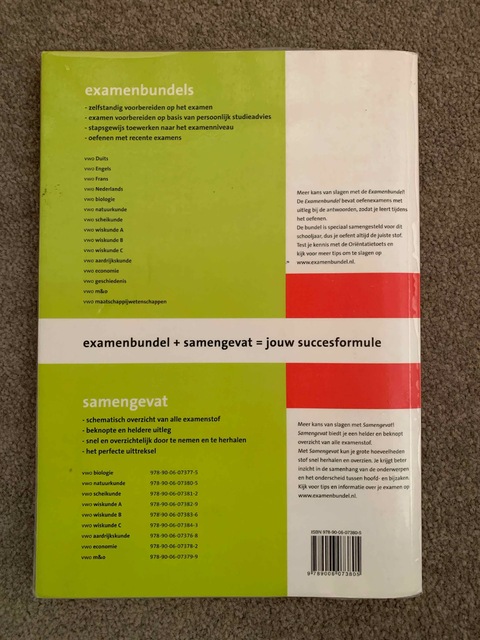 examenbundels
- zelfstandig voorbereiden op het examen
- examen voorbereiden op basis van persoonlijk studieadvies
- stapsgewijs toewerken naar het examenniveau
- oefenen met recente examens
vwo Duits
vwo Engels
vwo Frans
vwo Nederlands
vwo biologie
vwo natuurkunde
vwo scheikunde
vwo wiskunde A
vwo wiskunde B
vwo wiskunde C
vwo aardrijkskunde
vwo economie
vwo geschiedenis
vwo m&o
vwo maatschappijwetenschappen
Meer kans van slagen met de Examenbundel!
De Examenbundel bevat oefenexamens met
uitleg bij de antwoorden, zodat je leert tijdens
het oefenen.
De bundel is speciaal samengesteld voor dit
schooljaar, dus je oefent altijd de juiste stof.
Test je kennis met de Oriëntatietoets en
kijk voor meer tips om te slagen op
www.examenbundel.nl.
examenbundel + samengevat = jouw succesformule
samengevat
- schematisch overzicht van alle examenstof
- beknopte en heldere uitleg
- snel en overzichtelijk door te nemen en te herhalen
- het perfecte uittreksel
vwo biologie 978-90-06-07377-5
vwo natuurkunde 978-90-06-07380-5
vwo scheikunde 978-90-06-07381-2
vwo wiskunde A 978-90-06-07382-9
vwo wiskunde B 978-90-06-07383-6
vwo wiskunde C 978-90-06-07384-3
vwo aardrijkskunde 978-90-06-07376-8
vwo economie 978-90-06-07378-2
vwo m&o 978-90-06-07379-9
Meer kans van slagen met Samengevat!
Samengevat biedt je een helder en beknopt
overzicht van alle examenstof.
Met Samengevat kun je grote hoeveelheden
stof snel herhalen en overzien. Je krijgt beter
inzicht in de samenhang van de onderwerpen
en het onderscheid tussen hoofd- en bijzaken.
Kijk voor tips en informatie over je examen op
www.examenbundel.nl.
ISBN 978-90-06-07380-5
9 789006 073805